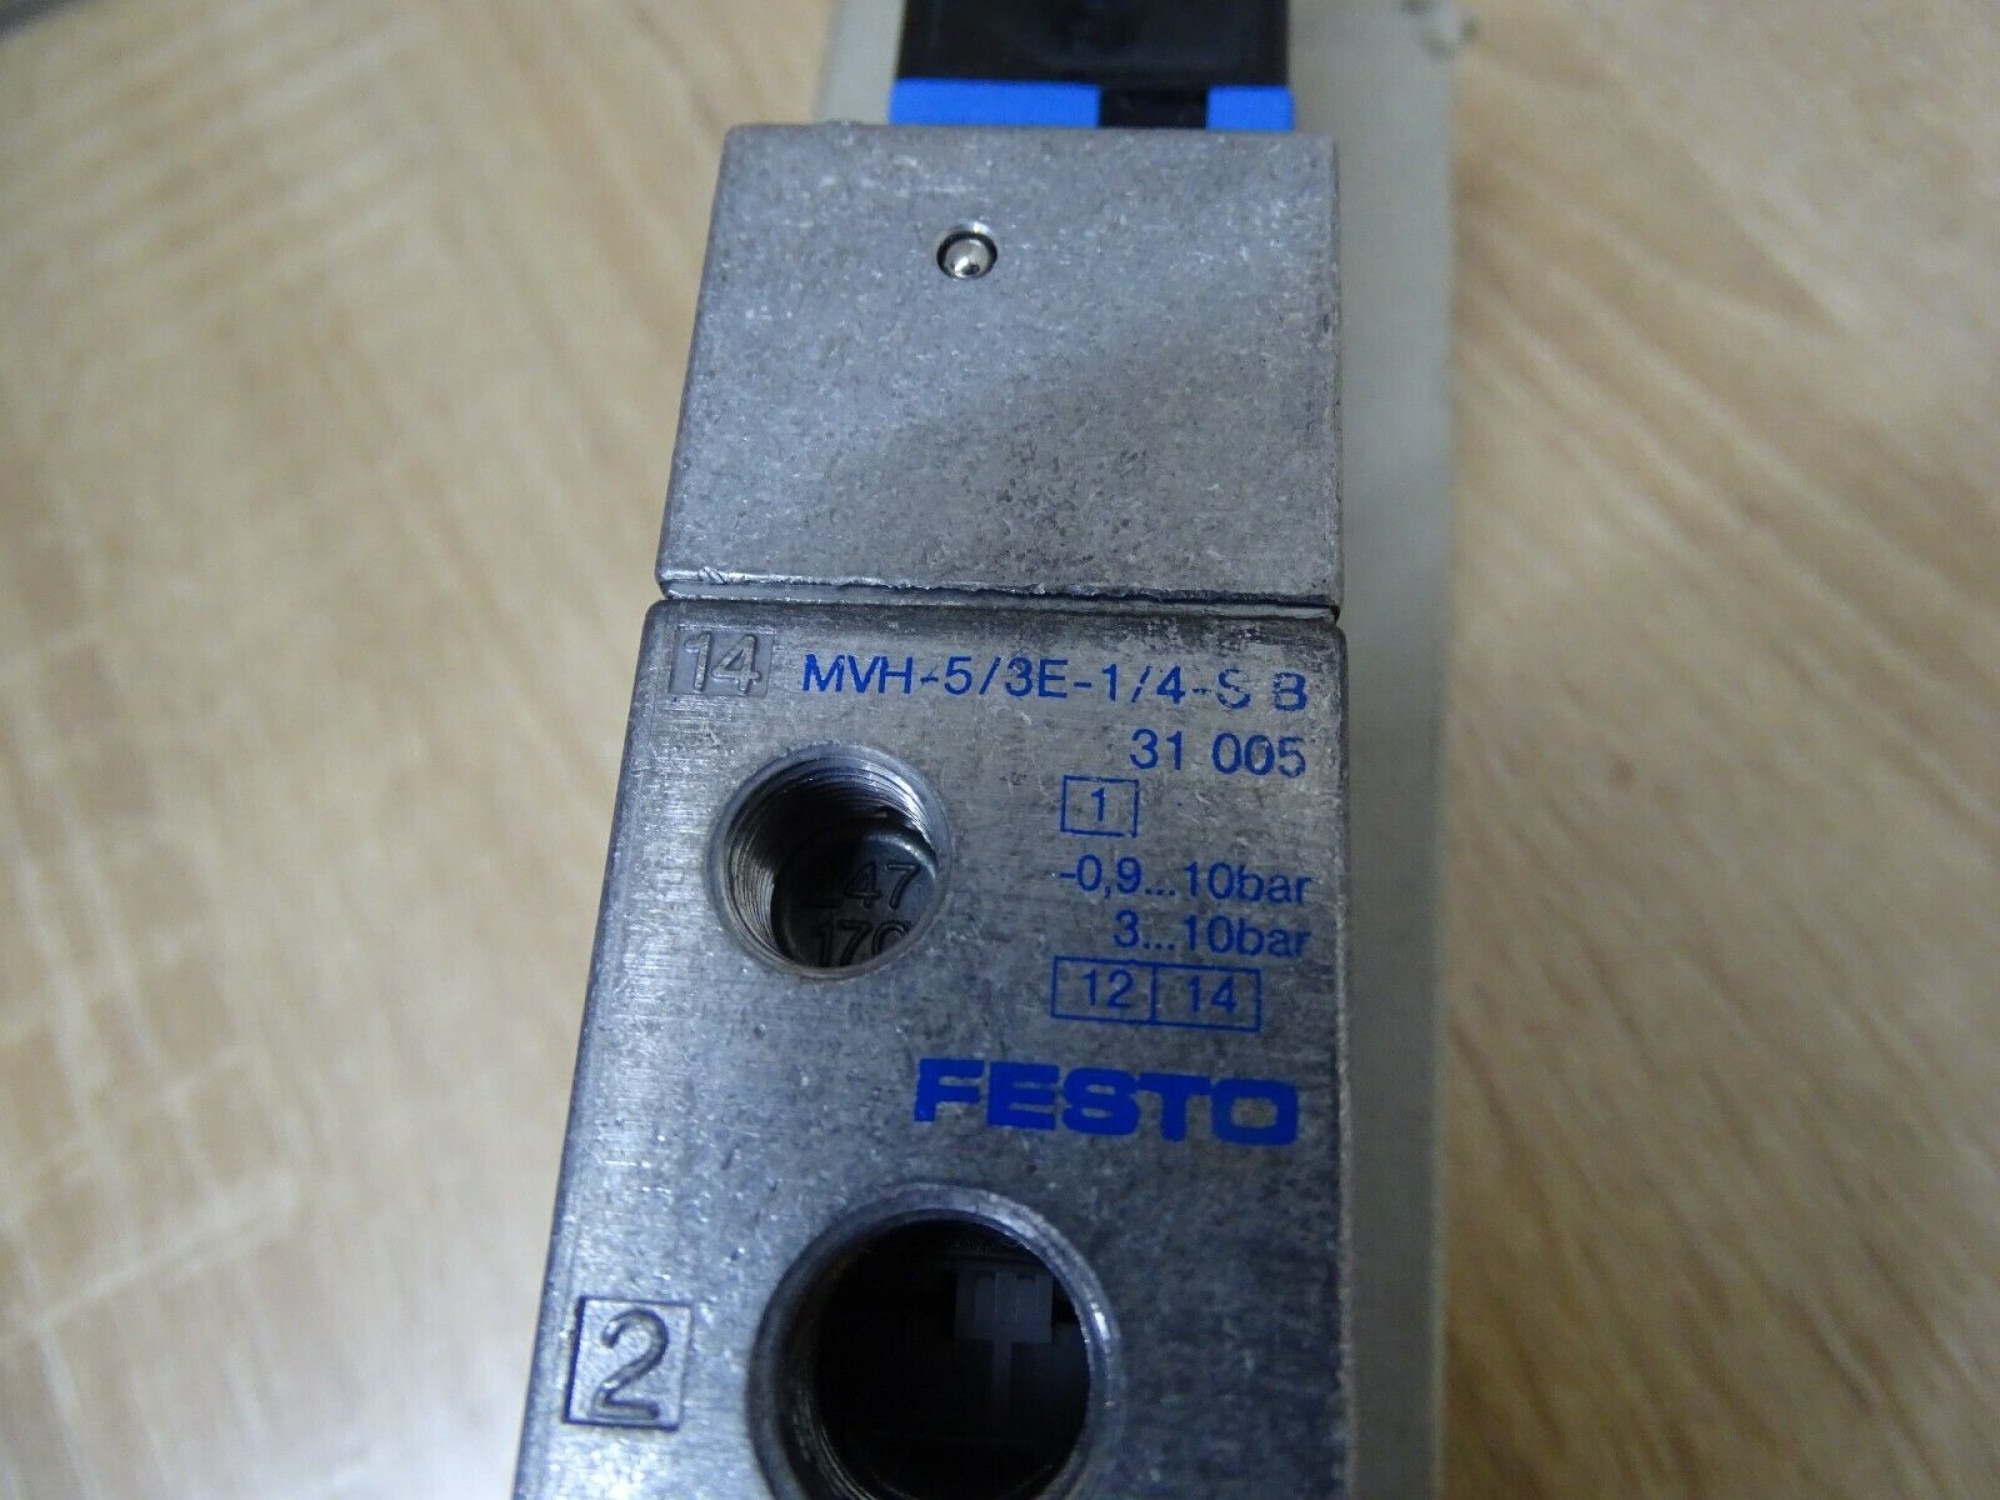 14 MVH-5/3E-1/4-S B
31 005
1
-0,9...10bar
3...10bar
12 14
FESTO
2